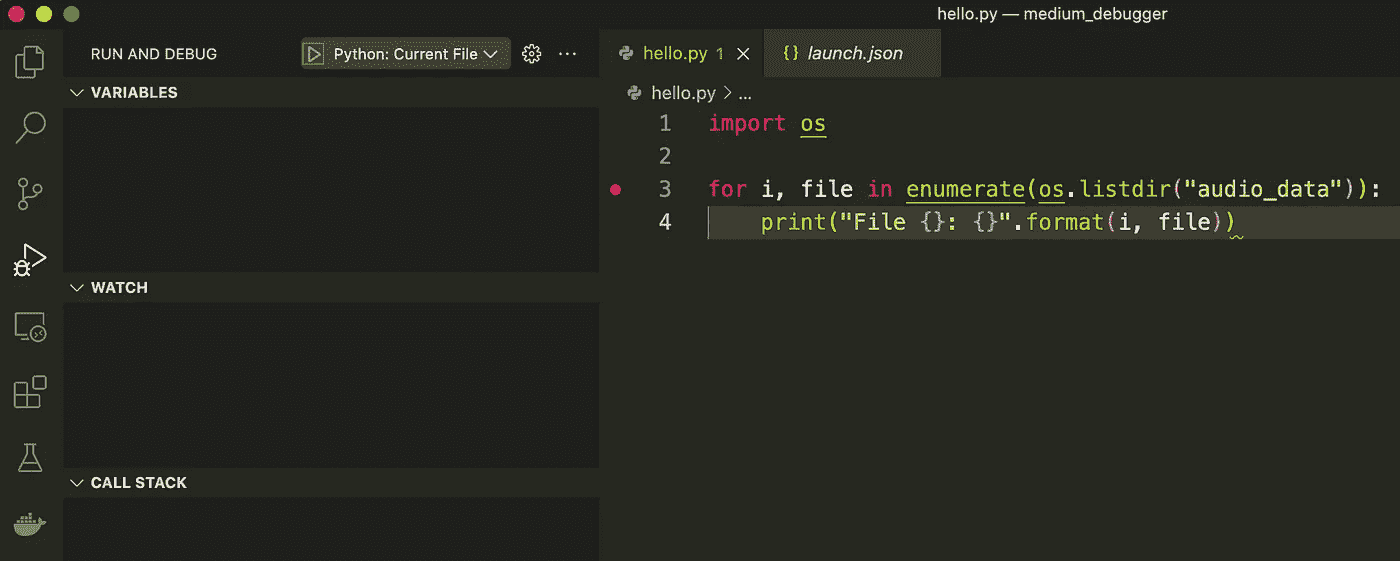 hello.py — medium_debugger
RUN AND DEBUG
Python: Current File
VARIABLES
WATCH
CALL STACK
hello.py 1
{} launch.json
hello.py > ...
1 import os
2
3 for i, file in enumerate(os.listdir("audio_data")):
4     print("File {}: {}".format(i, file))